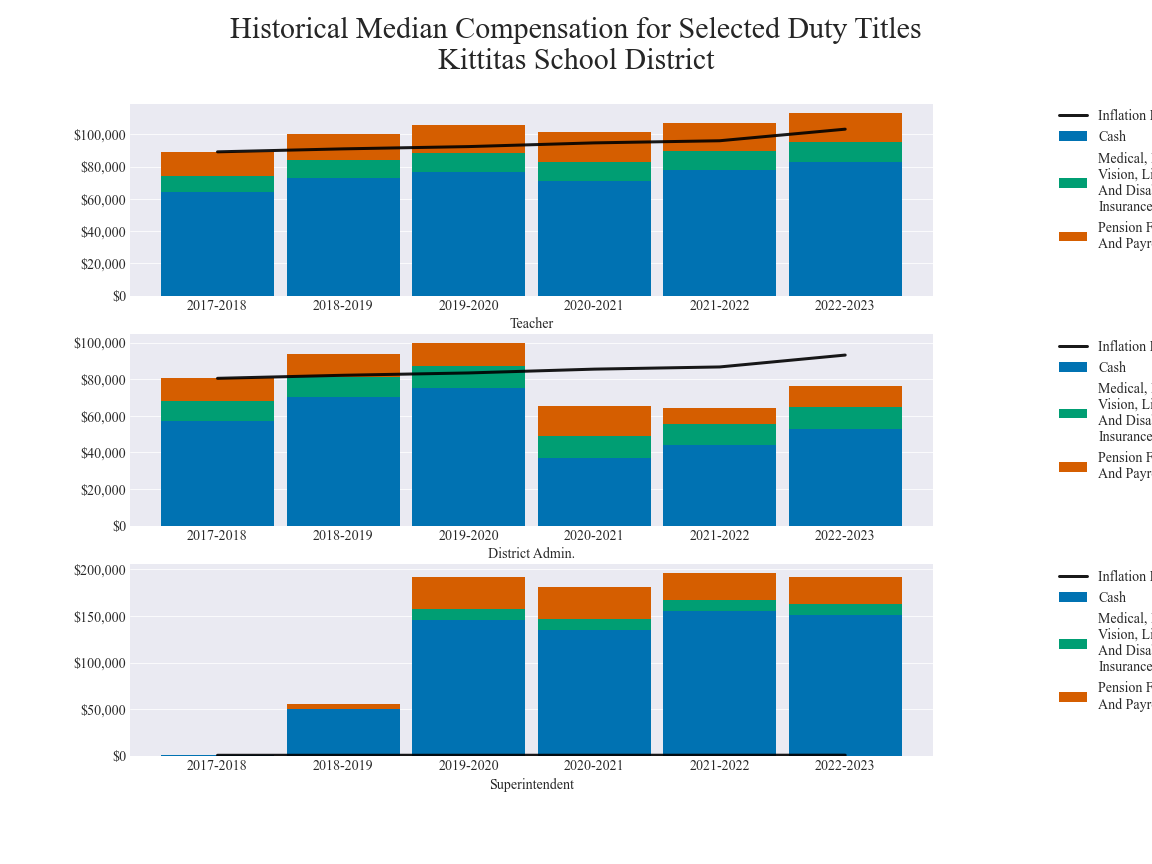 Historical Median Compensation for Selected Duty Titles
Kittitas School District
$100,000
$80,000
$60,000
$40,000
$20,000
$0
2017-2018 2018-2019 2019-2020 2020-2021 2021-2022 2022-2023
Teacher
Inflation
Cash
Medical,
Vision,
And
Insurance
Pension
And
$100,000
$80,000
$60,000
$40,000
$20,000
$0
2017-2018 2018-2019 2019-2020 2020-2021 2021-2022 2022-2023
District Admin.
Inflation
Cash
Medical,
Vision,
And
Insurance
Pension
And
$200,000
$150,000
$100,000
$50,000
$0
2017-2018 2018-2019 2019-2020 2020-2021 2021-2022 2022-2023
Superintendent
Inflation
Cash
Medical,
Vision,
And
Insurance
Pension
And